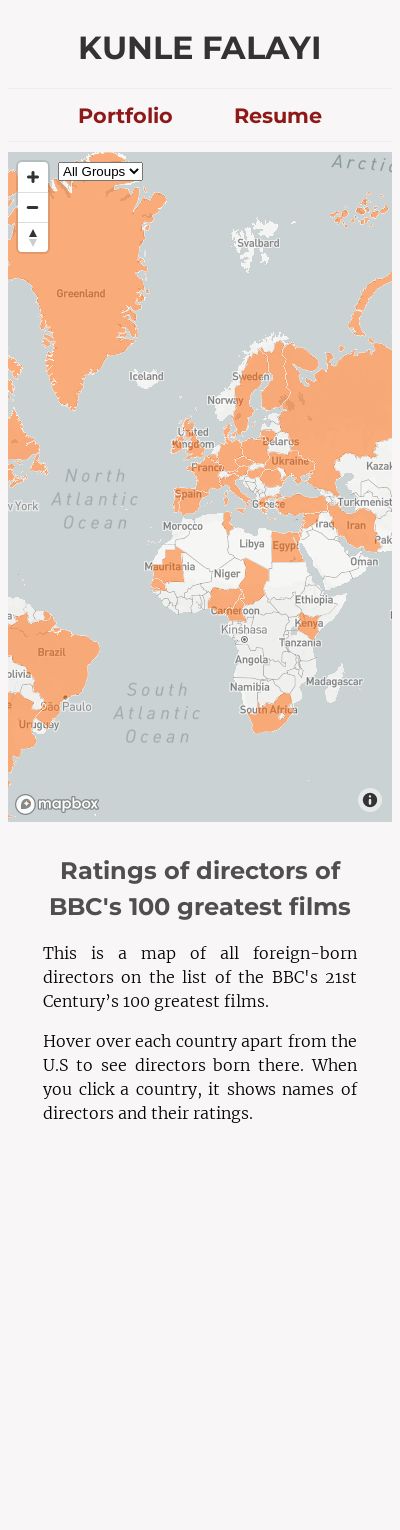 KUNLE FALAYI
Portfolio Resume
All Groups
Arctic
Svalbard
Greenland
Iceland
Sweden
Norway
United
Kingdom
Belarus
Ukraine
France
Kazak
North
Atlantic
Ocean
w York
Spain
Greece
Turkmenist
Morocco
Iraq
Iran
Pak
Libya
Egypt
Oman
Mauritania
Niger
Ethiopia
Cameroon
Kenya
Kinshasa
Tanzania
Brazil
Angola
olivia
Madagascar
Namibia
South
Atlantic
Ocean
São Paulo
South Africa
Uruguay
mapbox
Ratings of directors of
BBC's 100 greatest films
This is a map of all foreign-born
directors on the list of the BBC's 21st
Century’s 100 greatest films.
Hover over each country apart from the
U.S to see directors born there. When
you click a country, it shows names of
directors and their ratings.